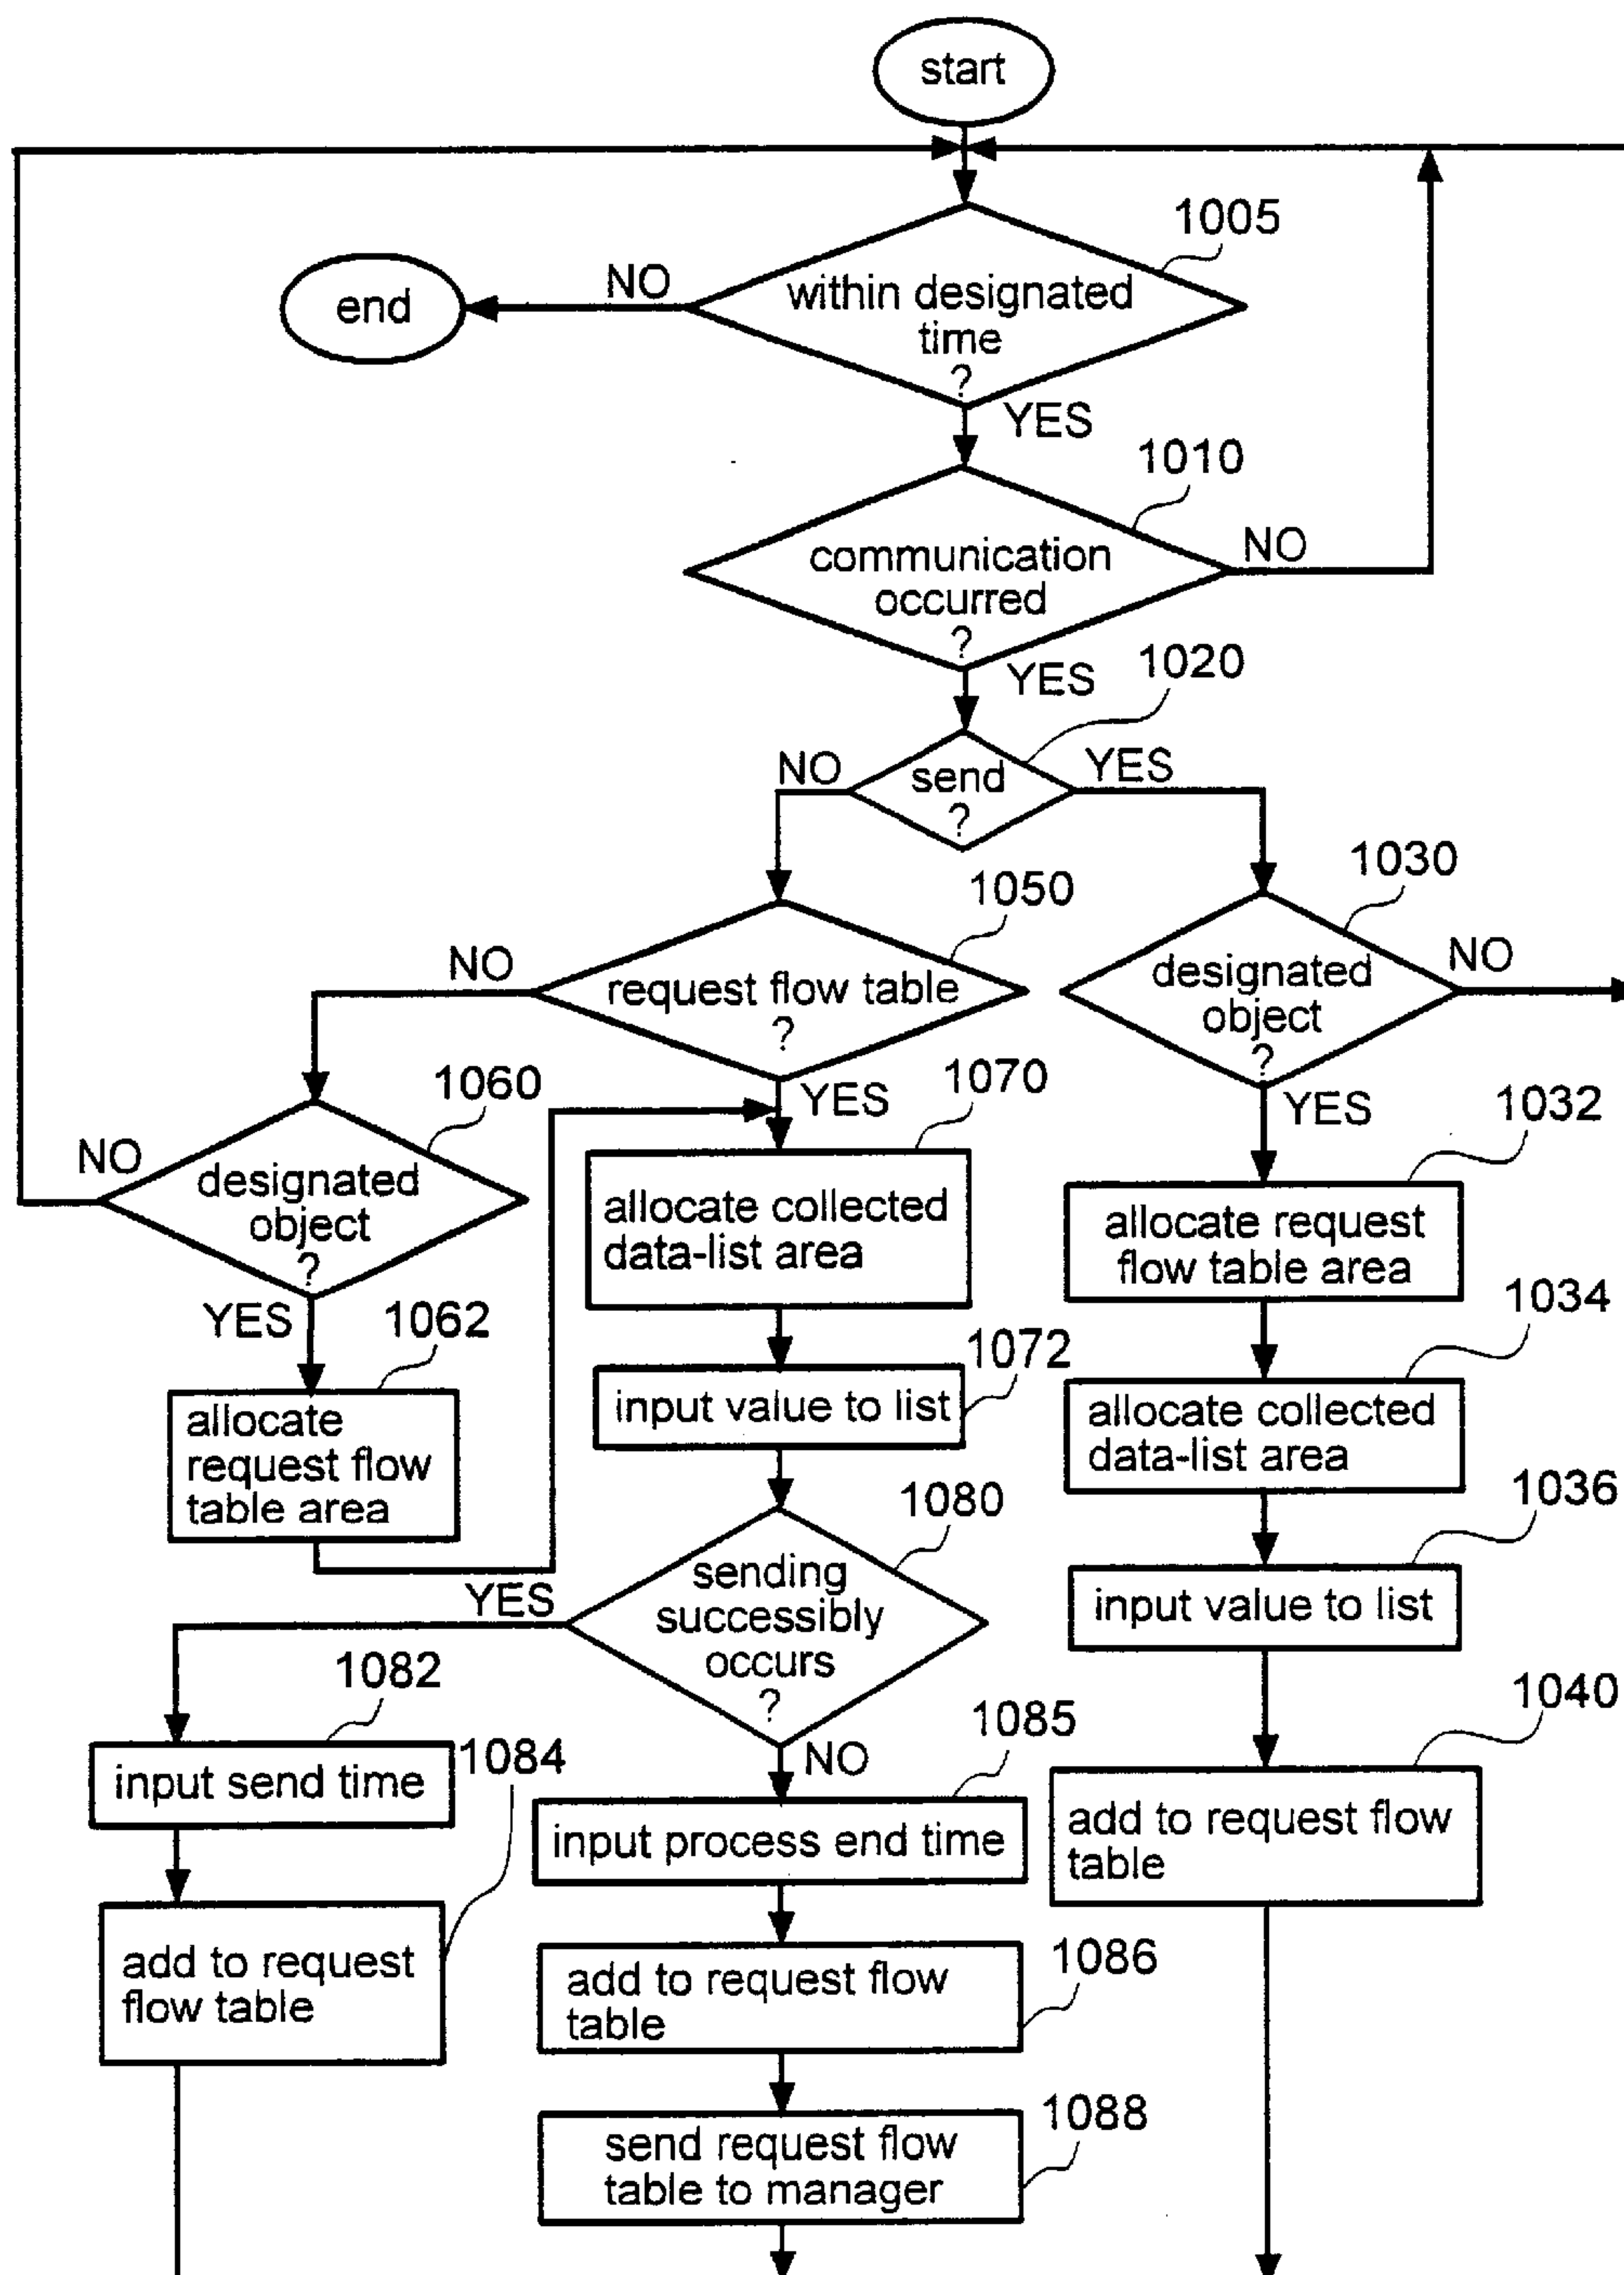 start
1005
within designated
time
?
NO
end
YES
1010
communication
occurred
?
NO
YES
1020
send
?
NO
YES
1050
request flow table
?
NO
YES
1030
designated
object
?
NO
YES
1060
designated
object
?
NO
YES
1062
allocate
request flow
table area
1070
allocate collected
data-list area
1072
input value to list
1032
allocate request
flow table area
1034
allocate collected
data-list area
1036
input value to list
1040
add to request flow
table
1080
sending
successibly
occurs
?
YES
NO
1082
input send time
1084
add to request
flow table
1085
input process end time
1086
add to request flow
table
1088
send request flow
table to manager